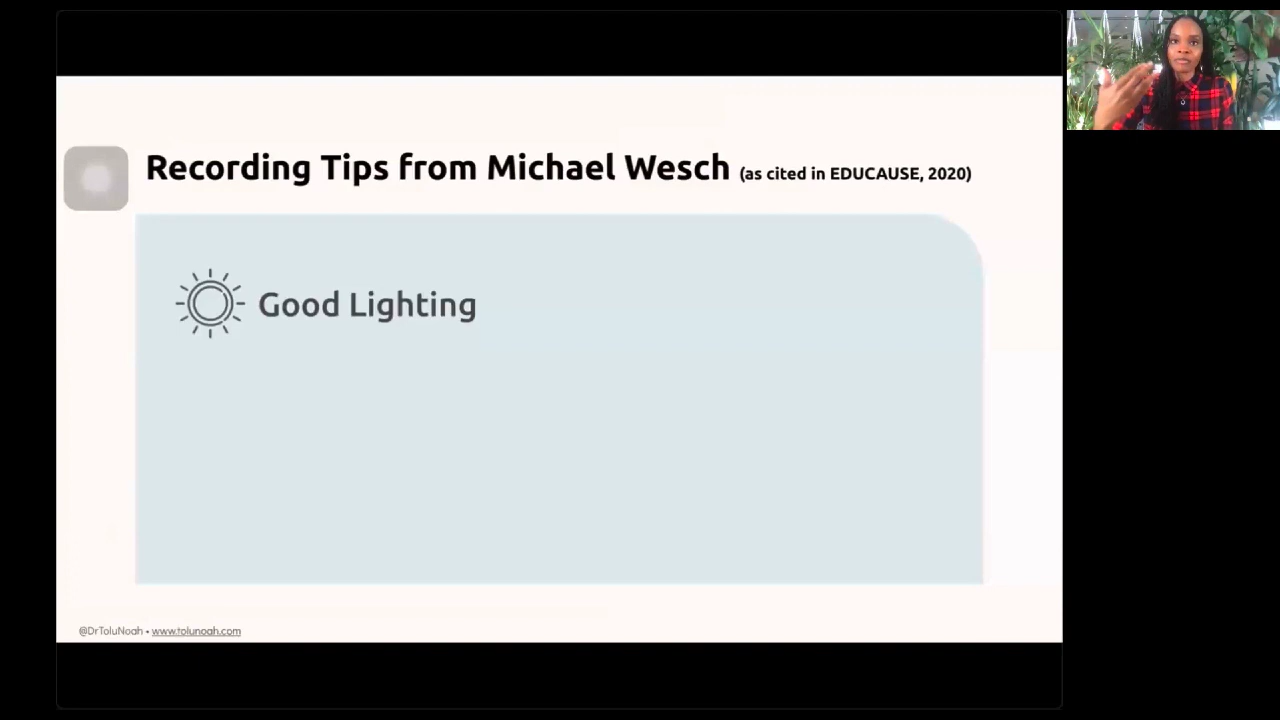 Recording Tips from Michael Wesch (as cited in EDUCAUSE, 2020)
Good Lighting
@DrToluNoah • www.tolunoah.com